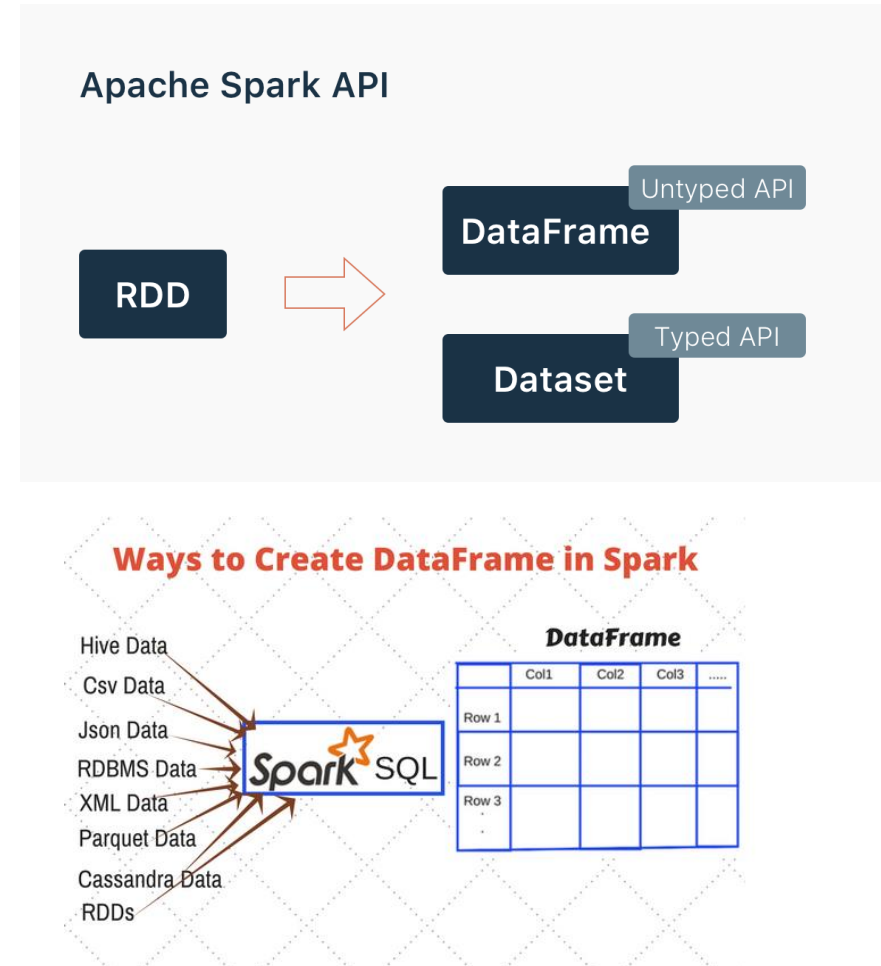 Apache Spark API
Untyped API
DataFrame
RDD
Typed API
Dataset
Ways to Create DataFrame in Spark
DataFrame
Hive Data
Csv Data
Json Data
RDBMS Data
XML Data
Parquet Data
Cassandra Data
RDDs
Spark SQL
Col1 Col2 Col3 .....
Row 1
Row 2
Row 3
.
.